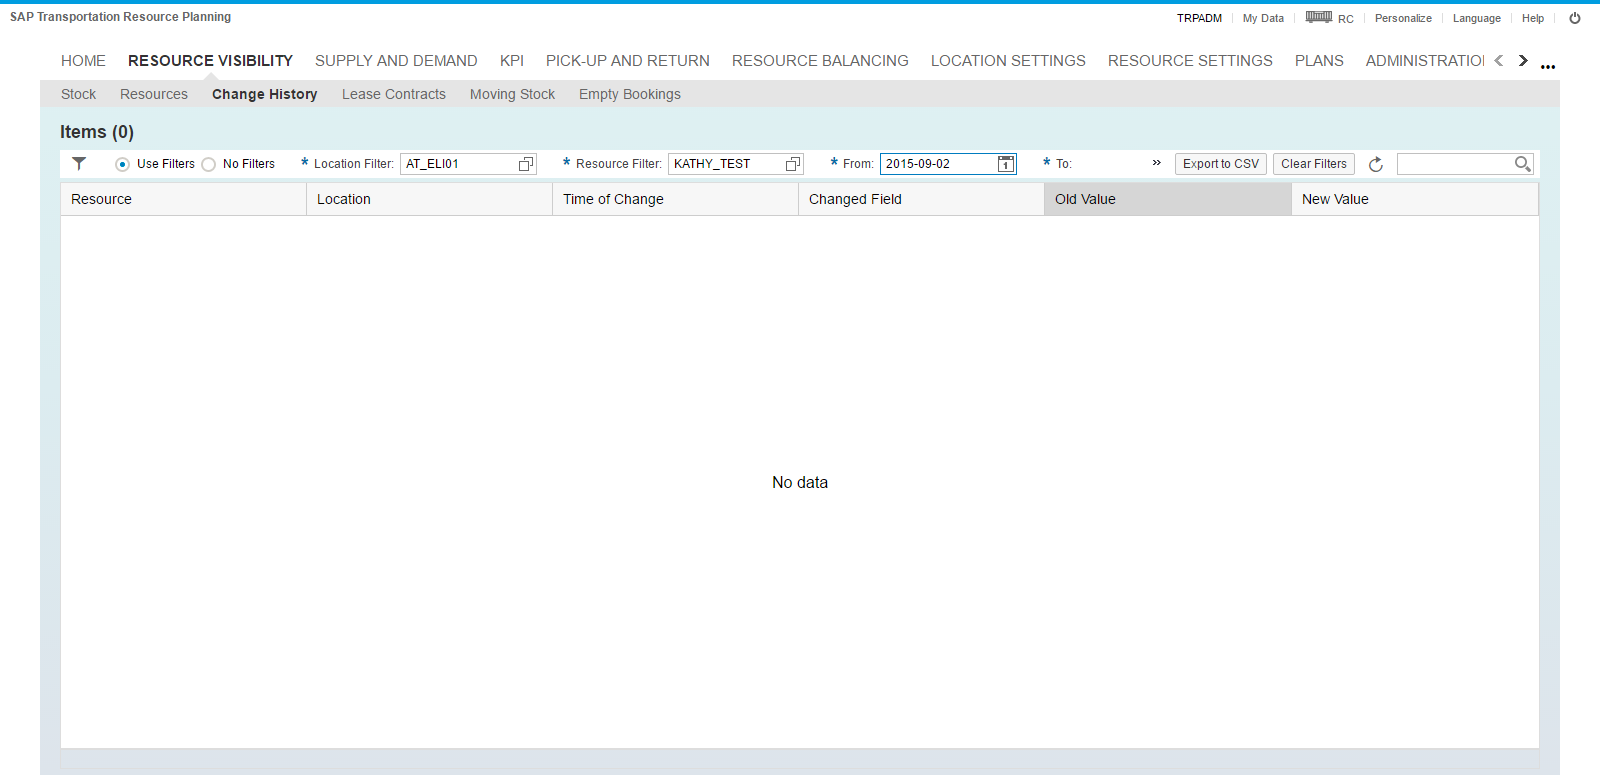 SAP Transportation Resource Planning
TRPADM My Data RC Personalize Language Help
HOME RESOURCE VISIBILITY SUPPLY AND DEMAND KPI PICK-UP AND RETURN RESOURCE BALANCING LOCATION SETTINGS RESOURCE SETTINGS PLANS ADMINISTRATIO
Stock Resources Change History Lease Contracts Moving Stock Empty Bookings
Items (0)
Use Filters No Filters * Location Filter: AT_ELI01 * Resource Filter: KATHY_TEST * From: 2015-09-02 1 * To: » Export to CSV Clear Filters
Resource Location Time of Change Changed Field Old Value New Value
No data